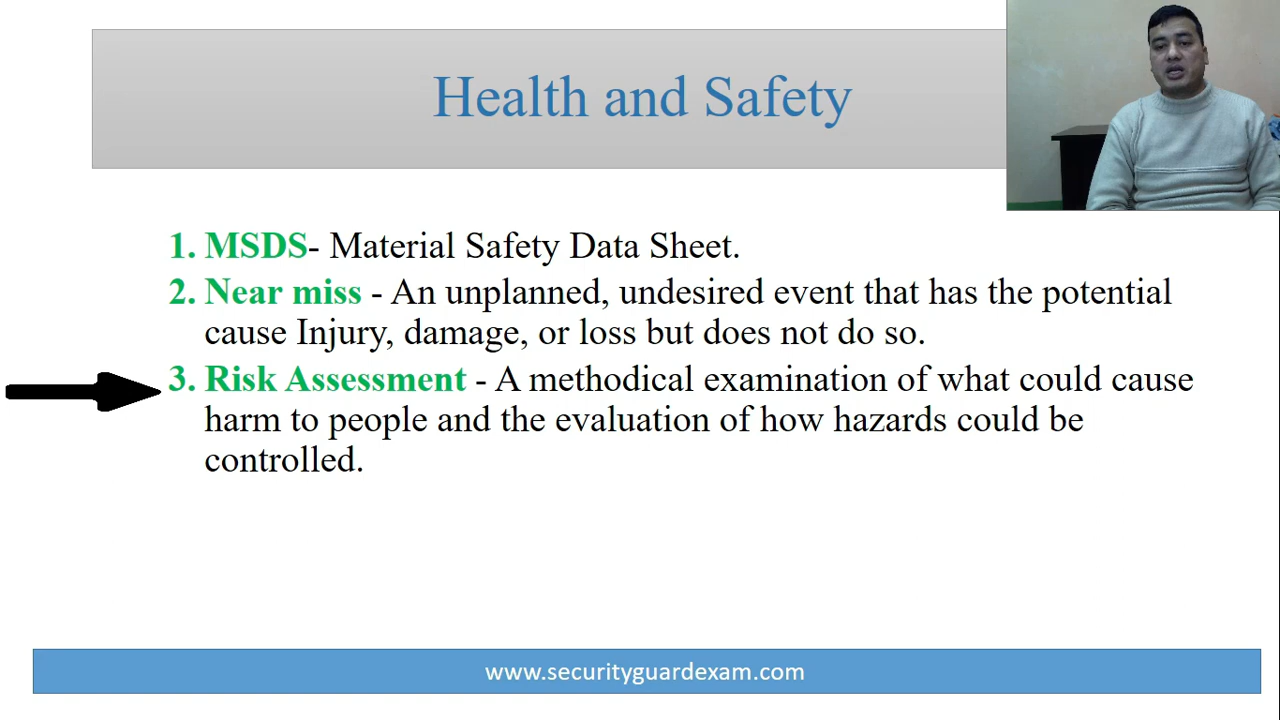 Health and Safety
1. MSDS- Material Safety Data Sheet.
2. Near miss - An unplanned, undesired event that has the potential
cause Injury, damage, or loss but does not do so.
3. Risk Assessment - A methodical examination of what could cause
harm to people and the evaluation of how hazards could be
controlled.
www.securityguardexam.com